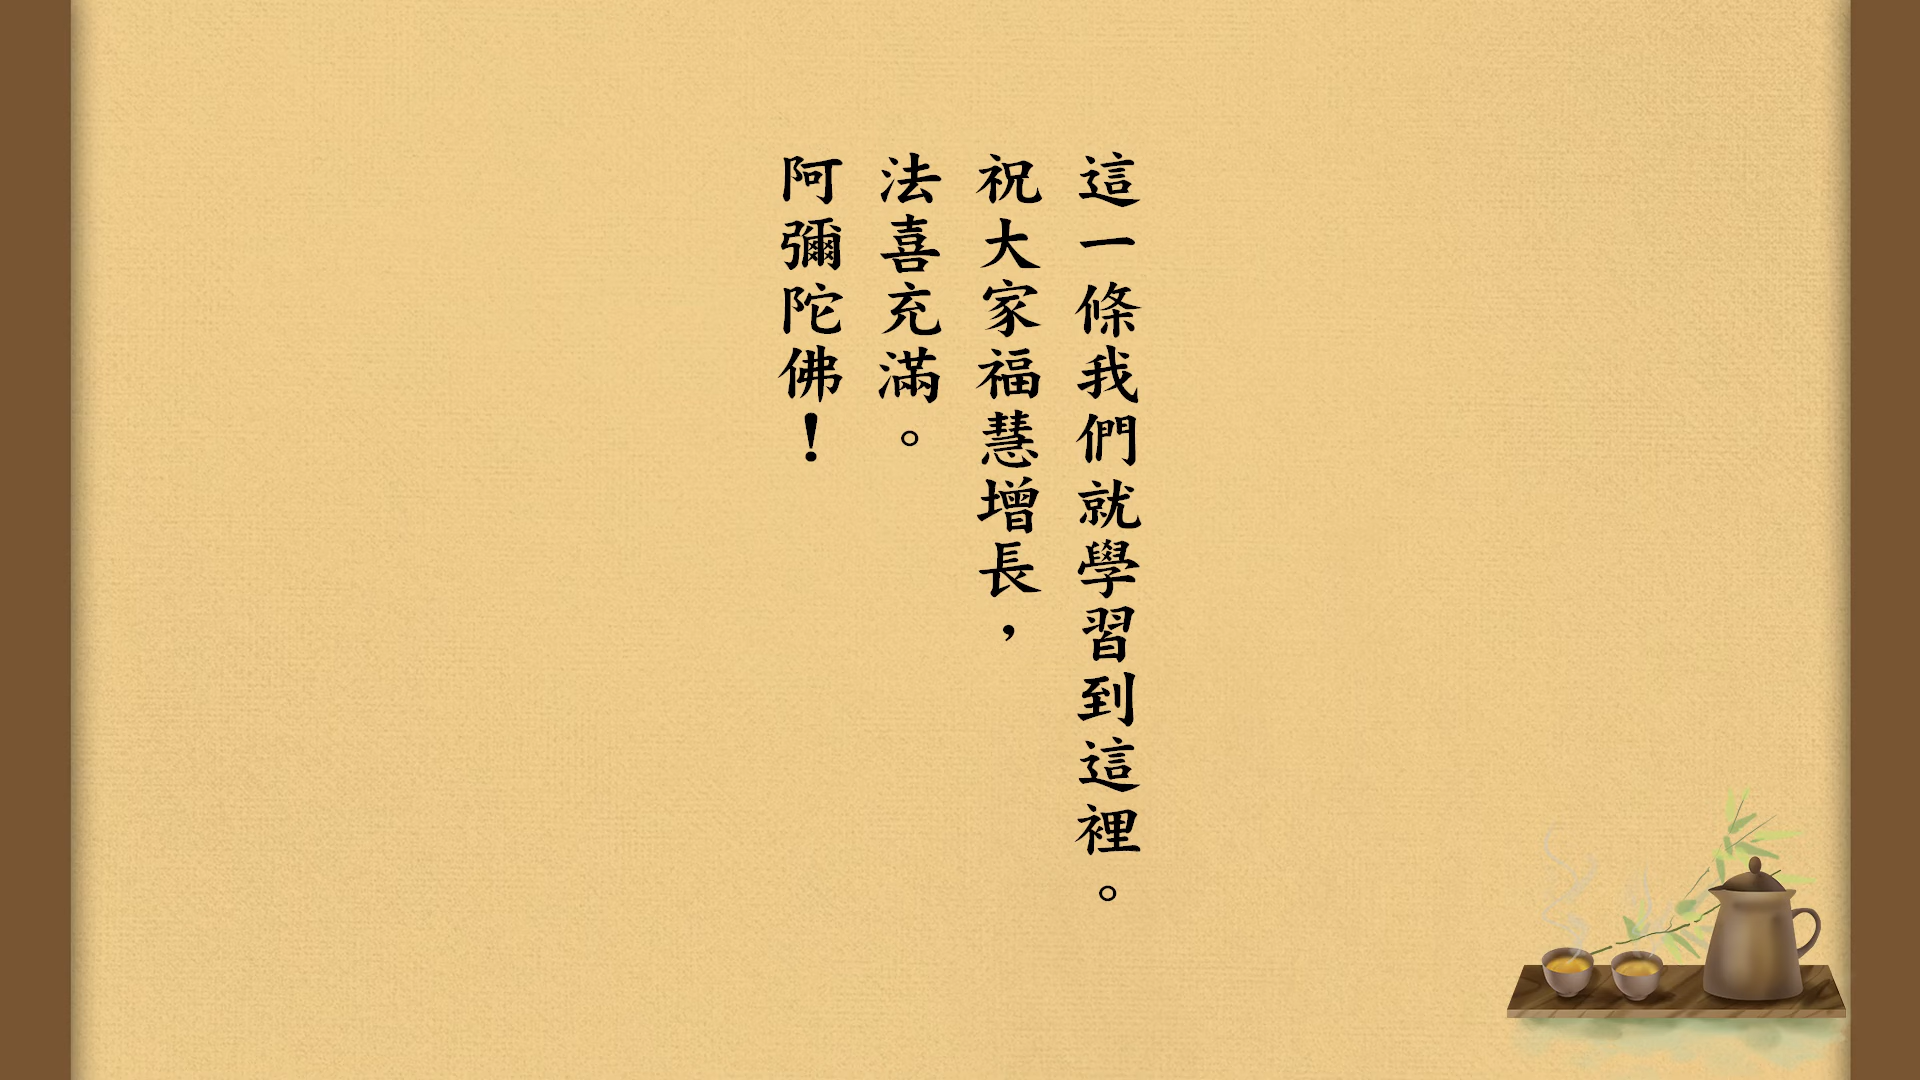 這一條我們就學習到這裡。
祝大家福慧增長，
法喜充滿。
阿彌陀佛！